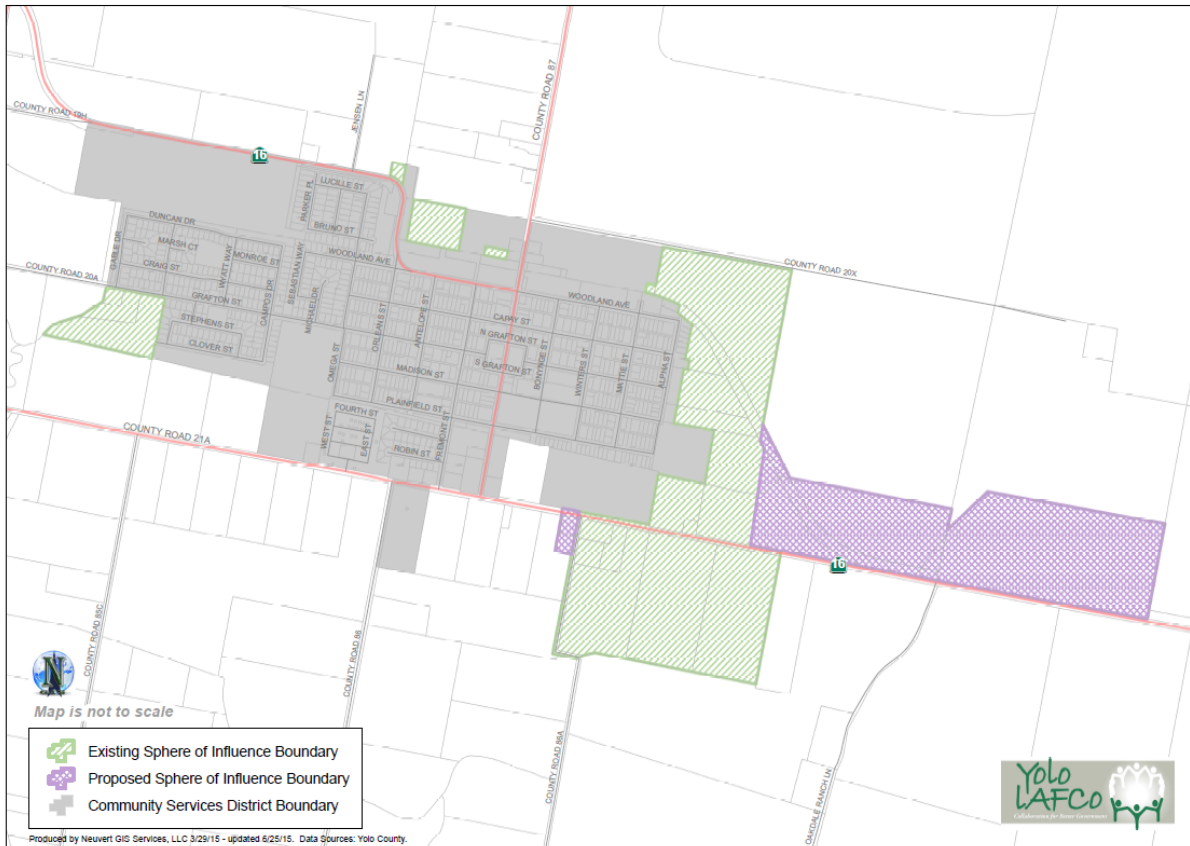 COUNTY ROAD 19H
JENSEN LN
COUNTY ROAD 87
16
LUCILLE ST
PARKER PL
BRUNO ST
DUNCAN DR
GABLE DR
MARSH CT
WYATT WAY
MONROE ST
SEBASTIAN WAY
WOODLAND AVE
COUNTY ROAD 20X
COUNTY ROAD 20A
CRAIG ST
GRAFTON ST
CAMPOS DR
MICHAEL DR
ORLEANS ST
ANTELOPE ST
WOODLAND AVE
CAPAY ST
STEPHENS ST
N GRAFTON ST
CLOVER ST
OMEGA ST
MADISON ST
S GRAFTON ST
BONYNGE ST
WINTERS ST
MATTIE ST
ALPHA ST
PLAINFIELD ST
FOURTH ST
WEST ST
EAST ST
ROBIN ST
FREMONT ST
COUNTY ROAD 21A
16
COUNTY ROAD 85C
COUNTY ROAD 86
COUNTY ROAD 86A
OAKDALE RANCH LN
N
Map is not to scale
Existing Sphere of Influence Boundary
Proposed Sphere of Influence Boundary
Community Services District Boundary
Yolo
LAFCo
Collaborating for Better Government
Produced by Neuvert GIS Services, LLC 3/29/15 - updated 6/25/15. Data Sources: Yolo County.